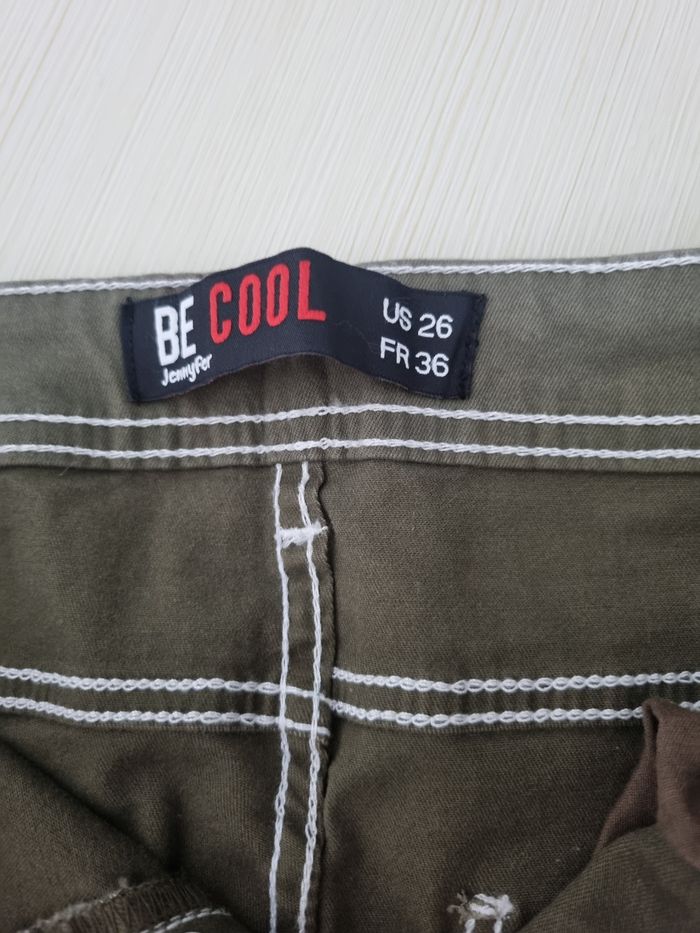 BE COOL
Jennyfer
US 26
FR 36